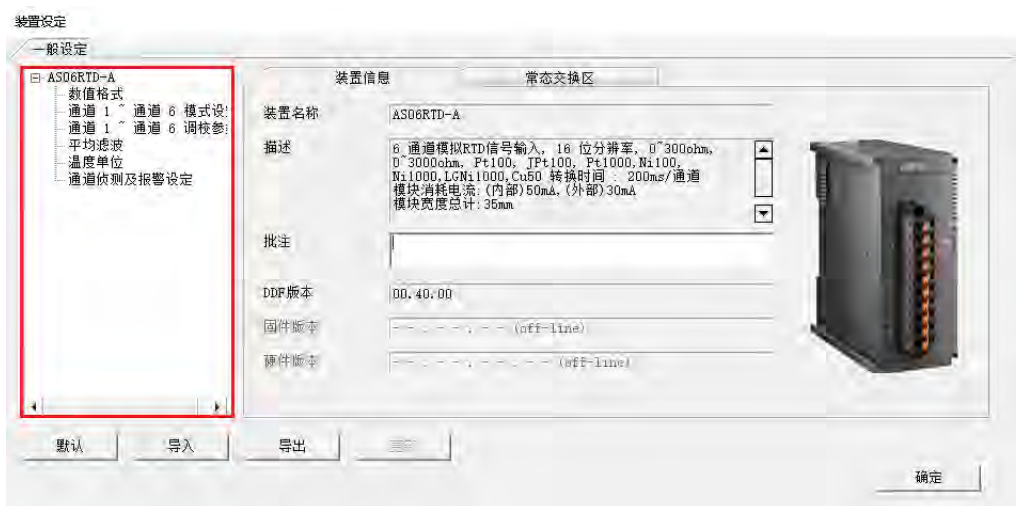 装置设定
一般设定
AS06RTD-A
数值格式
通道 1 ~ 通道 6 模式设
通道 1 ~ 通道 6 调校参
平均滤波
温度单位
通道侦测及报警设定
装置信息
常态交换区
装置名称
AS06RTD-A
描述
6 通道模拟RTD信号输入, 16 位分辨率, 0~300ohm,
0~3000ohm, Pt100, JPt100, Pt1000,Ni100,
Ni1000,LGNi1000,Cu50 转换时间 : 200ms/通道
模块消耗电流:(内部)50mA,(外部)30mA
模块宽度总计:35mm
批注
DDF版本
00.40.00
固件版本
- - . - - . - - (off-line)
硬件版本
- - - - . - - . - - - - (off-line)
默认
导入
导出
确定